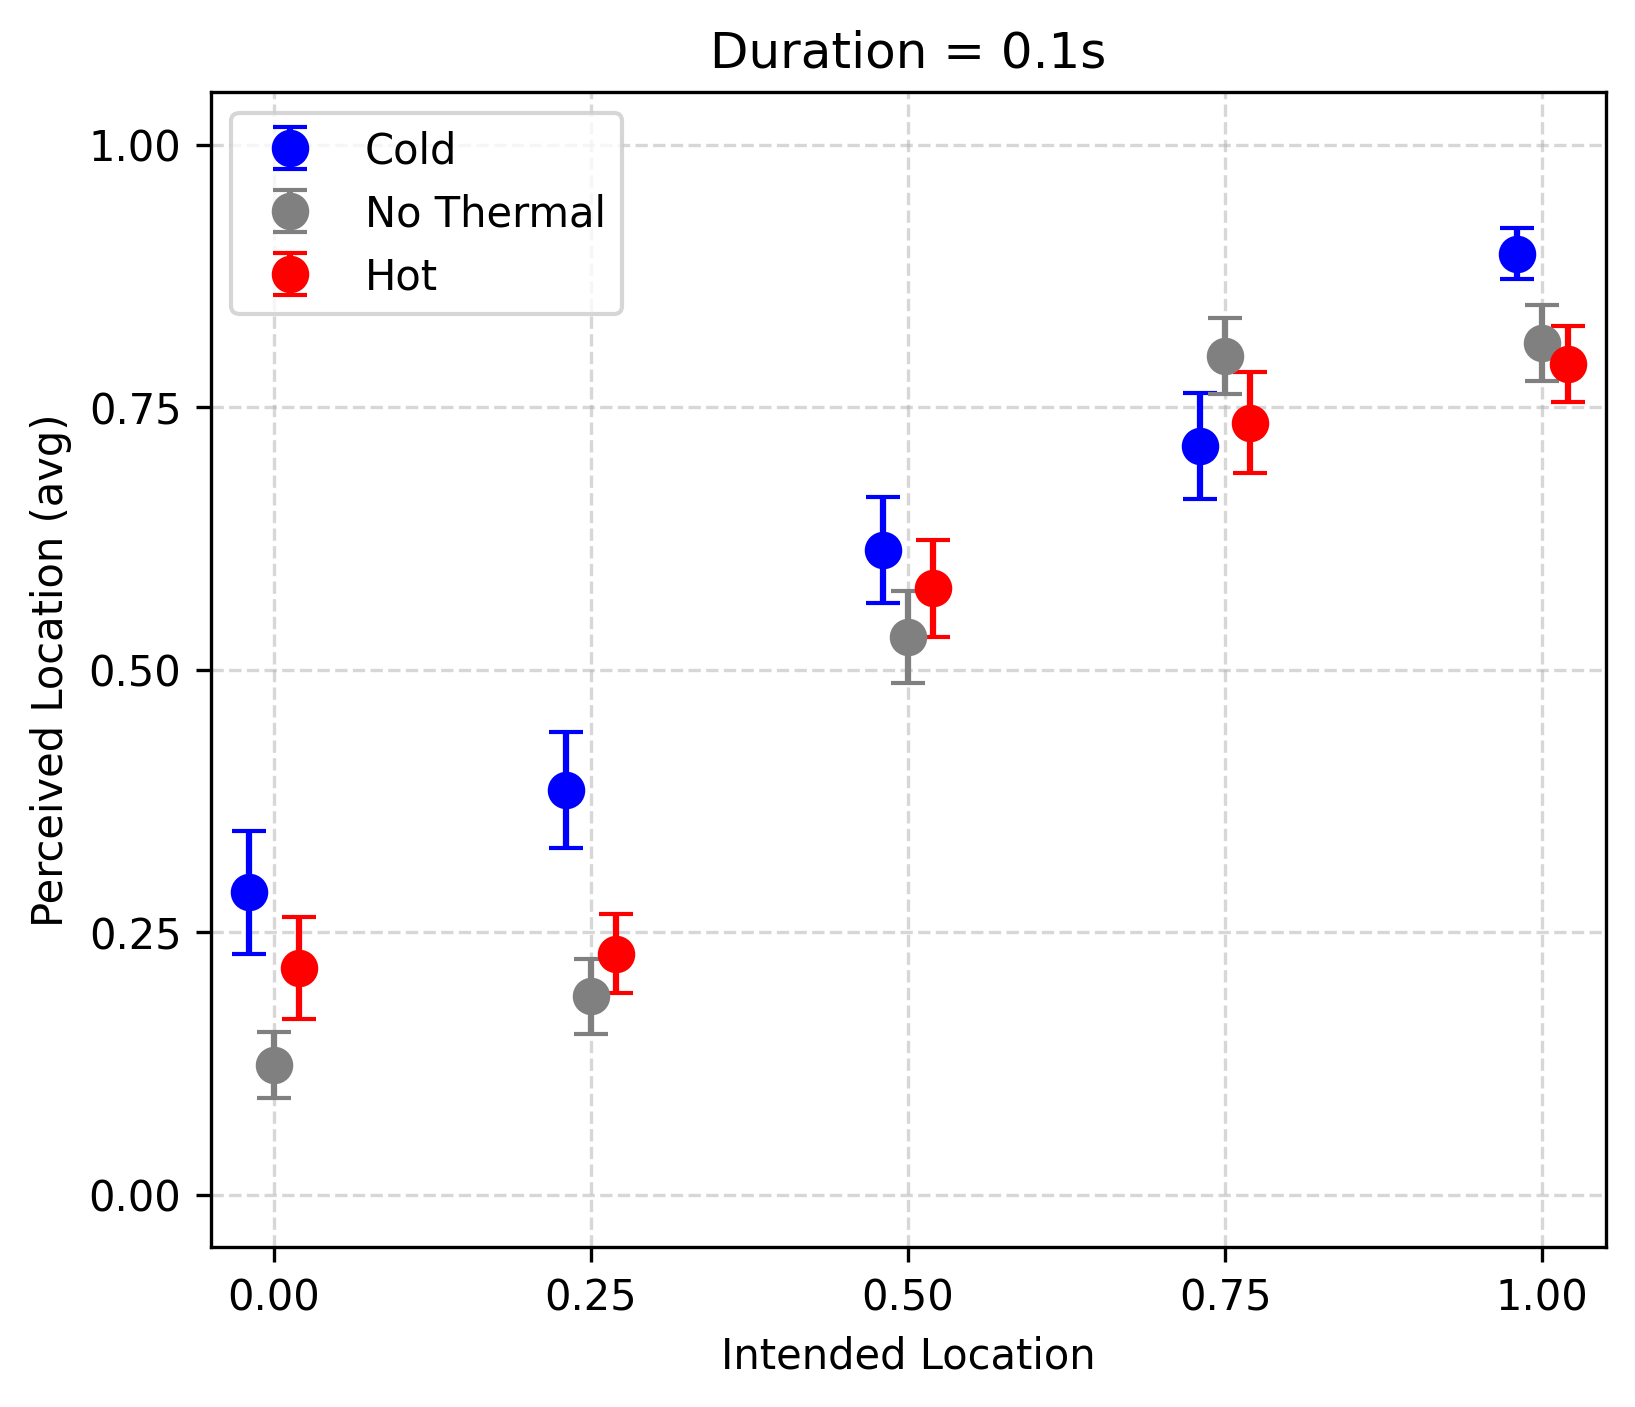 Duration = 0.1s
Cold
No Thermal
Hot
1.00
0.75
0.50
0.25
0.00
Perceived Location (avg)
0.00 0.25 0.50 0.75 1.00
Intended Location